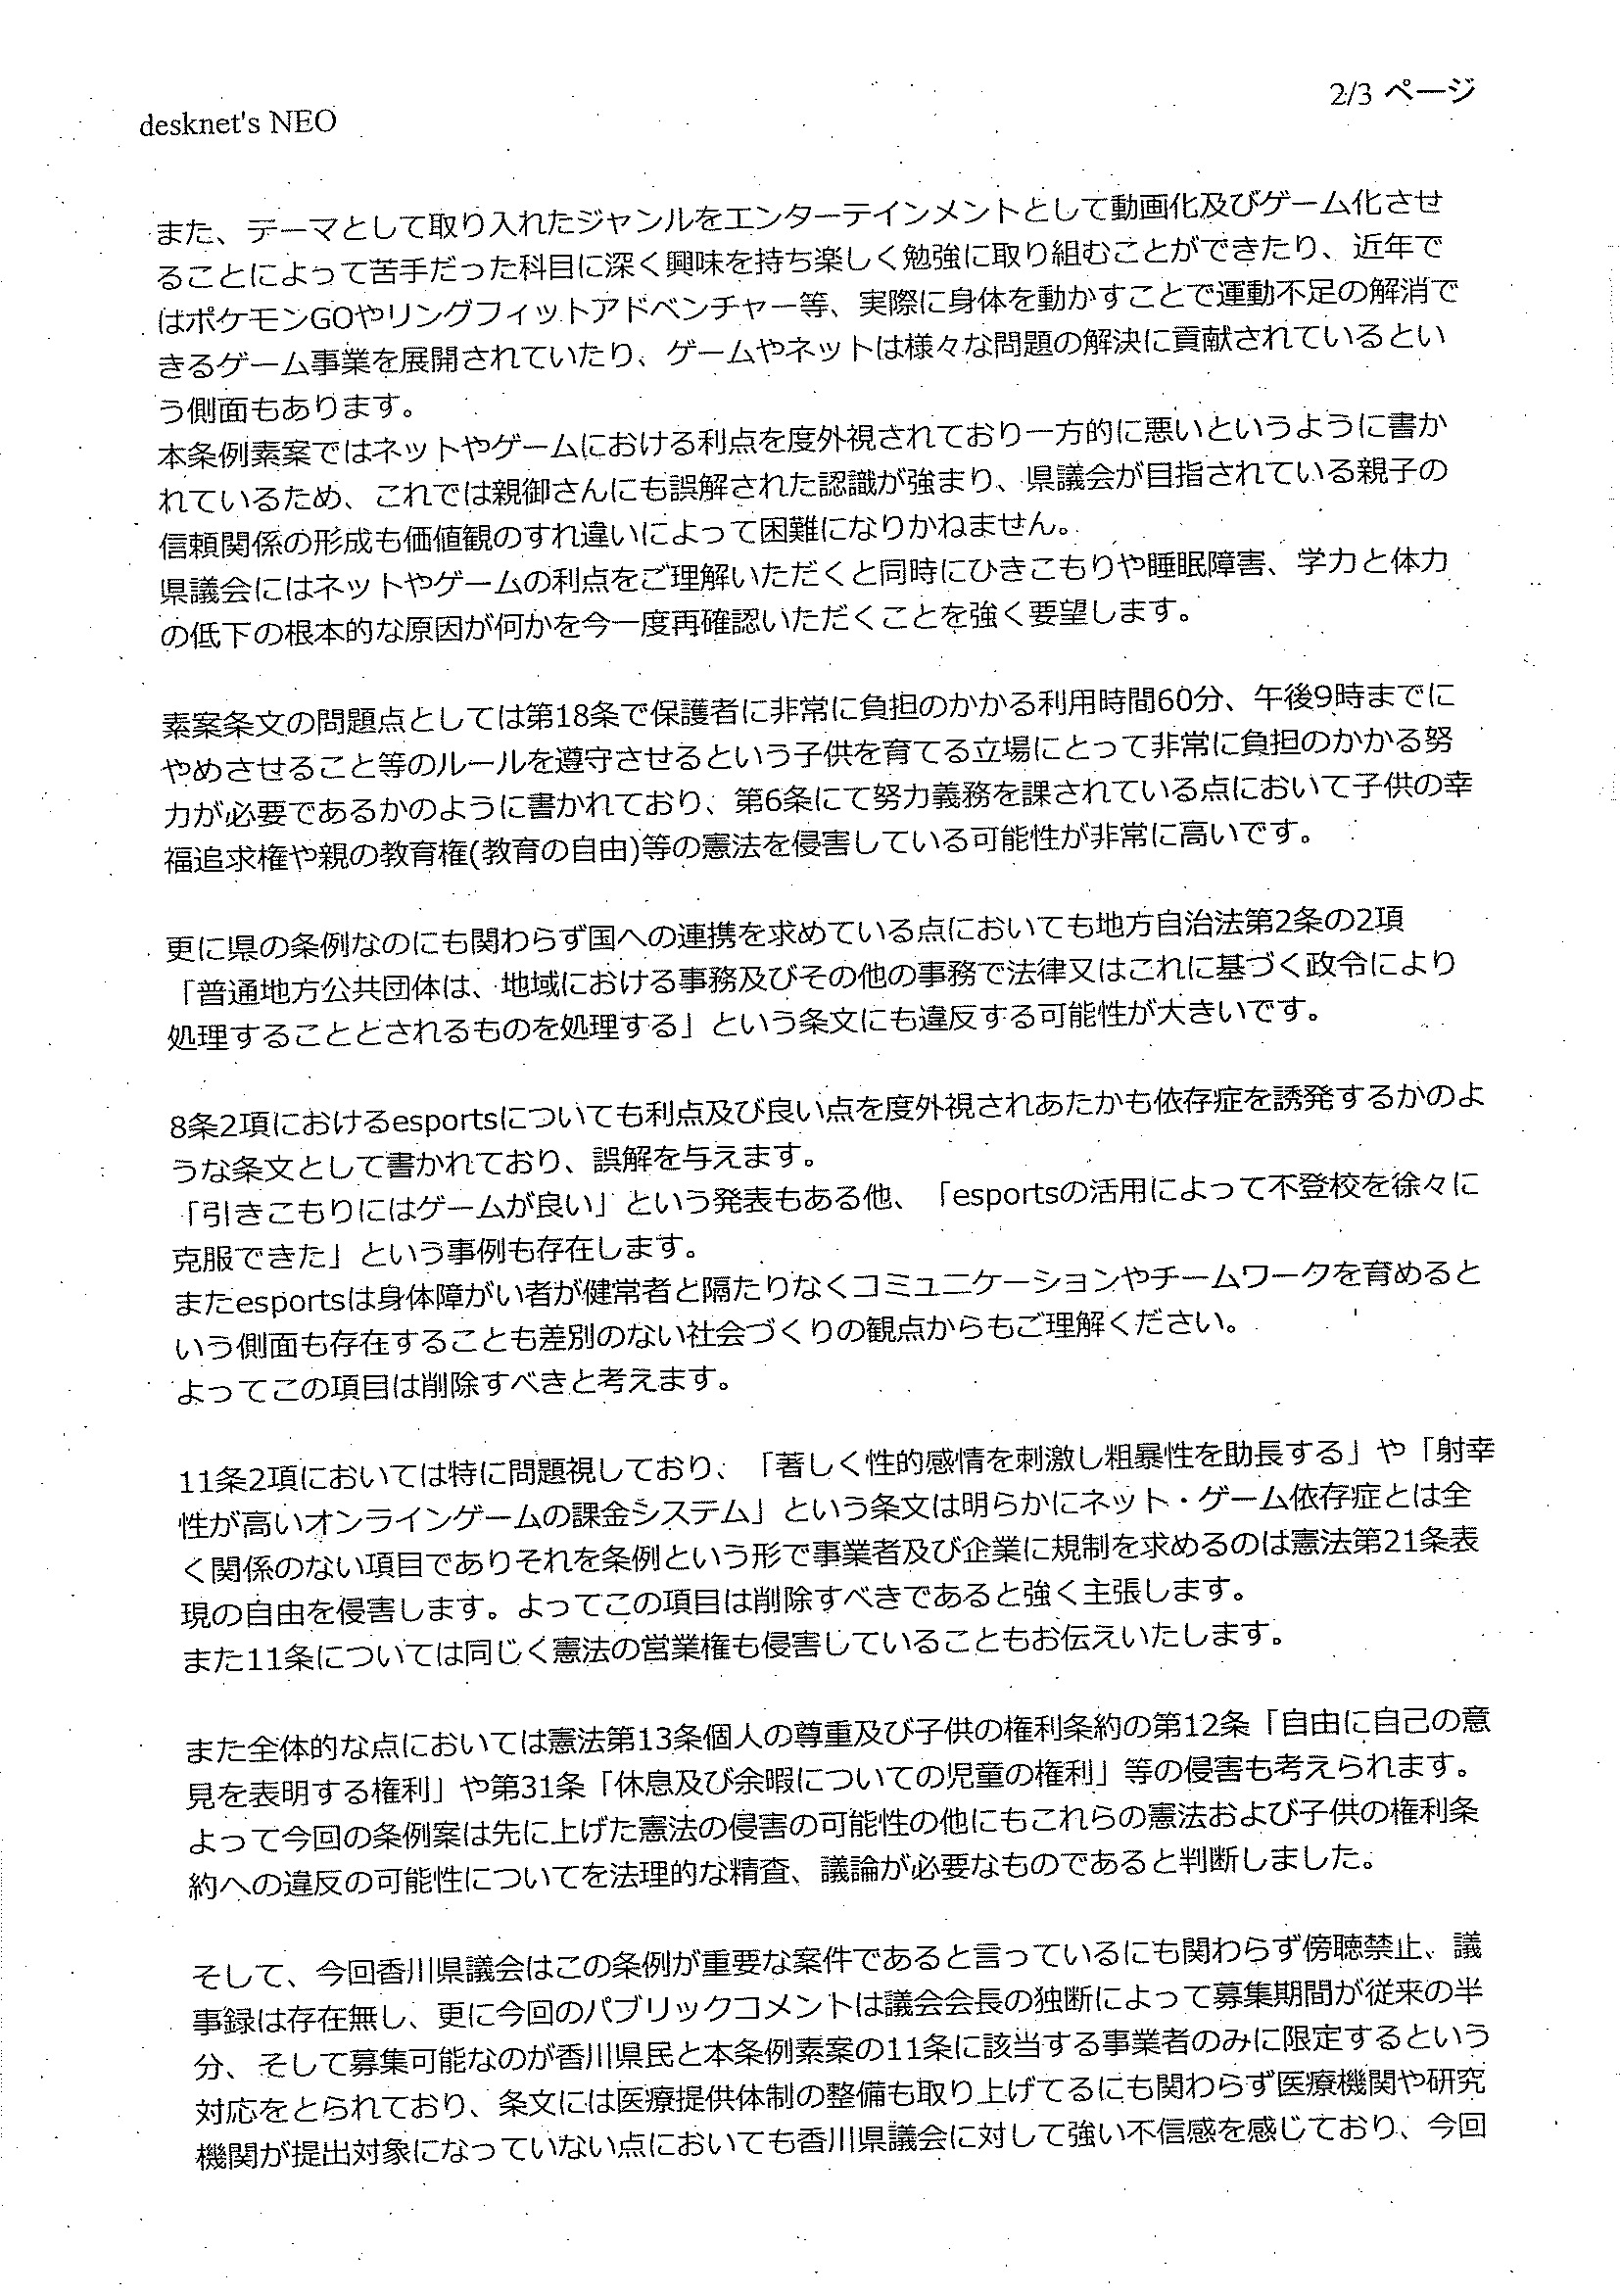 2/3 ページ
desknet's NEO
また、テーマとして取り入れたジャンルをエンターテインメントとして動画化及びゲーム化させ
ることによって苦手だった科目に深く興味を持ち楽しく勉強に取り組むことができたり、近年で
はポケモンGOやリングフィットアドベンチャー等、実際に身体を動かすことで運動不足の解消で
きるゲーム事業を展開されていたり、ゲームやネットは様々な問題の解決に貢献されているとい
う側面もあります。
本条例素案ではネットやゲームにおける利点を度外視されており一方的に悪いというように書か
れているため、これでは親御さんにも誤解された認識が強まり、県議会が目指されている親子の
信頼関係の形成も価値観のすれ違いによって困難になりかねません。
県議会にはネットやゲームの利点をご理解いただくと同時にひきこもりや睡眠障害、学力と体力
の低下の根本的な原因が何かを今一度再確認いただくことを強く要望します。
素案条文の問題点としては第18条で保護者に非常に負担のかかる利用時間60分、午後9時までに
やめさせること等のルールを遵守させるという子供を育てる立場にとって非常に負担のかかる努
力が必要であるかのように書かれており、第6条にて努力義務を課されている点において子供の幸
福追求権や親の教育権(教育の自由)等の憲法を侵害している可能性が非常に高いです。
更に県の条例なのにも関わらず国への連携を求めている点においても地方自治法第2条の2項
「普通地方公共団体は、地域における事務及びその他の事務で法律又はこれに基づく政令により
処理することとされるものを処理する」という条文にも違反する可能性が大きいです。
8条2項におけるesportsについても利点及び良い点を度外視されあたかも依存症を誘発するかのよ
うな条文として書かれており、誤解を与えます。
「引きこもりにはゲームが良い」という発表もある他、「esportsの活用によって不登校を徐々に
克服できた」という事例も存在します。
またesportsは身体障がい者が健常者と隔たりなくコミュニケーションやチームワークを育めると
いう側面も存在することも差別のない社会づくりの観点からもご理解ください。
よってこの項目は削除すべきと考えます。
11条2項においては特に問題視しており、「著しく性的感情を刺激し粗暴性を助長する」や「射幸
性が高いオンラインゲームの課金システム」という条文は明らかにネット・ゲーム依存症とは全
く関係のない項目でありそれを条例という形で事業者及び企業に規制を求めるのは憲法第21条表
現の自由を侵害します。よってこの項目は削除すべきであると強く主張します。
また11条については同じく憲法の営業権も侵害していることもお伝えいたします。
また全体的な点においては憲法第13条個人の尊重及び子供の権利条約の第12条「自由に自己の意
見を表明する権利」や第31条「休息及び余暇についての児童の権利」等の侵害も考えられます。
よって今回の条例案は先に上げた憲法の侵害の可能性の他にもこれらの憲法および子供の権利条
約への違反の可能性についてを法理的な精査、議論が必要なものであると判断しました。
そして、今回香川県議会はこの条例が重要な案件であると言っているにも関わらず傍聴禁止、議
事録は存在無し、更に今回のパブリックコメントは議会会長の独断によって募集期間が従来の半
分、そして募集可能なのが香川県民と本条例素案の11条に該当する事業者のみに限定するという
対応をとられており、条文には医療提供体制の整備も取り上げてるにも関わらず医療機関や研究
機関が提出対象になっていない点においても香川県議会に対して強い不信感を感じており、今回